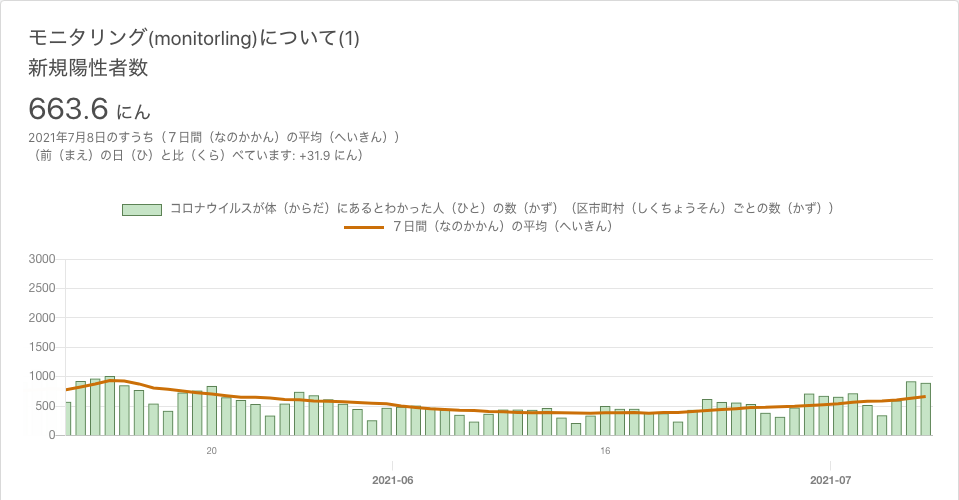 モニタリング(monitorling)について(1)
新規陽性者数
663.6 にん
2021年7月8日のすうち（７日間（なのかかん）の平均（へいきん））
（前（まえ）の日（ひ）と比（くら）べています: +31.9 にん）
コロナウイルスが体（からだ）にあるとわかった人（ひと）の数（かず）（区市町村（しくちょうそん）ごとの数（かず））
７日間（なのかかん）の平均（へいきん）
3000
2500
2000
1500
1000
500
0
20
16
2021-06
2021-07